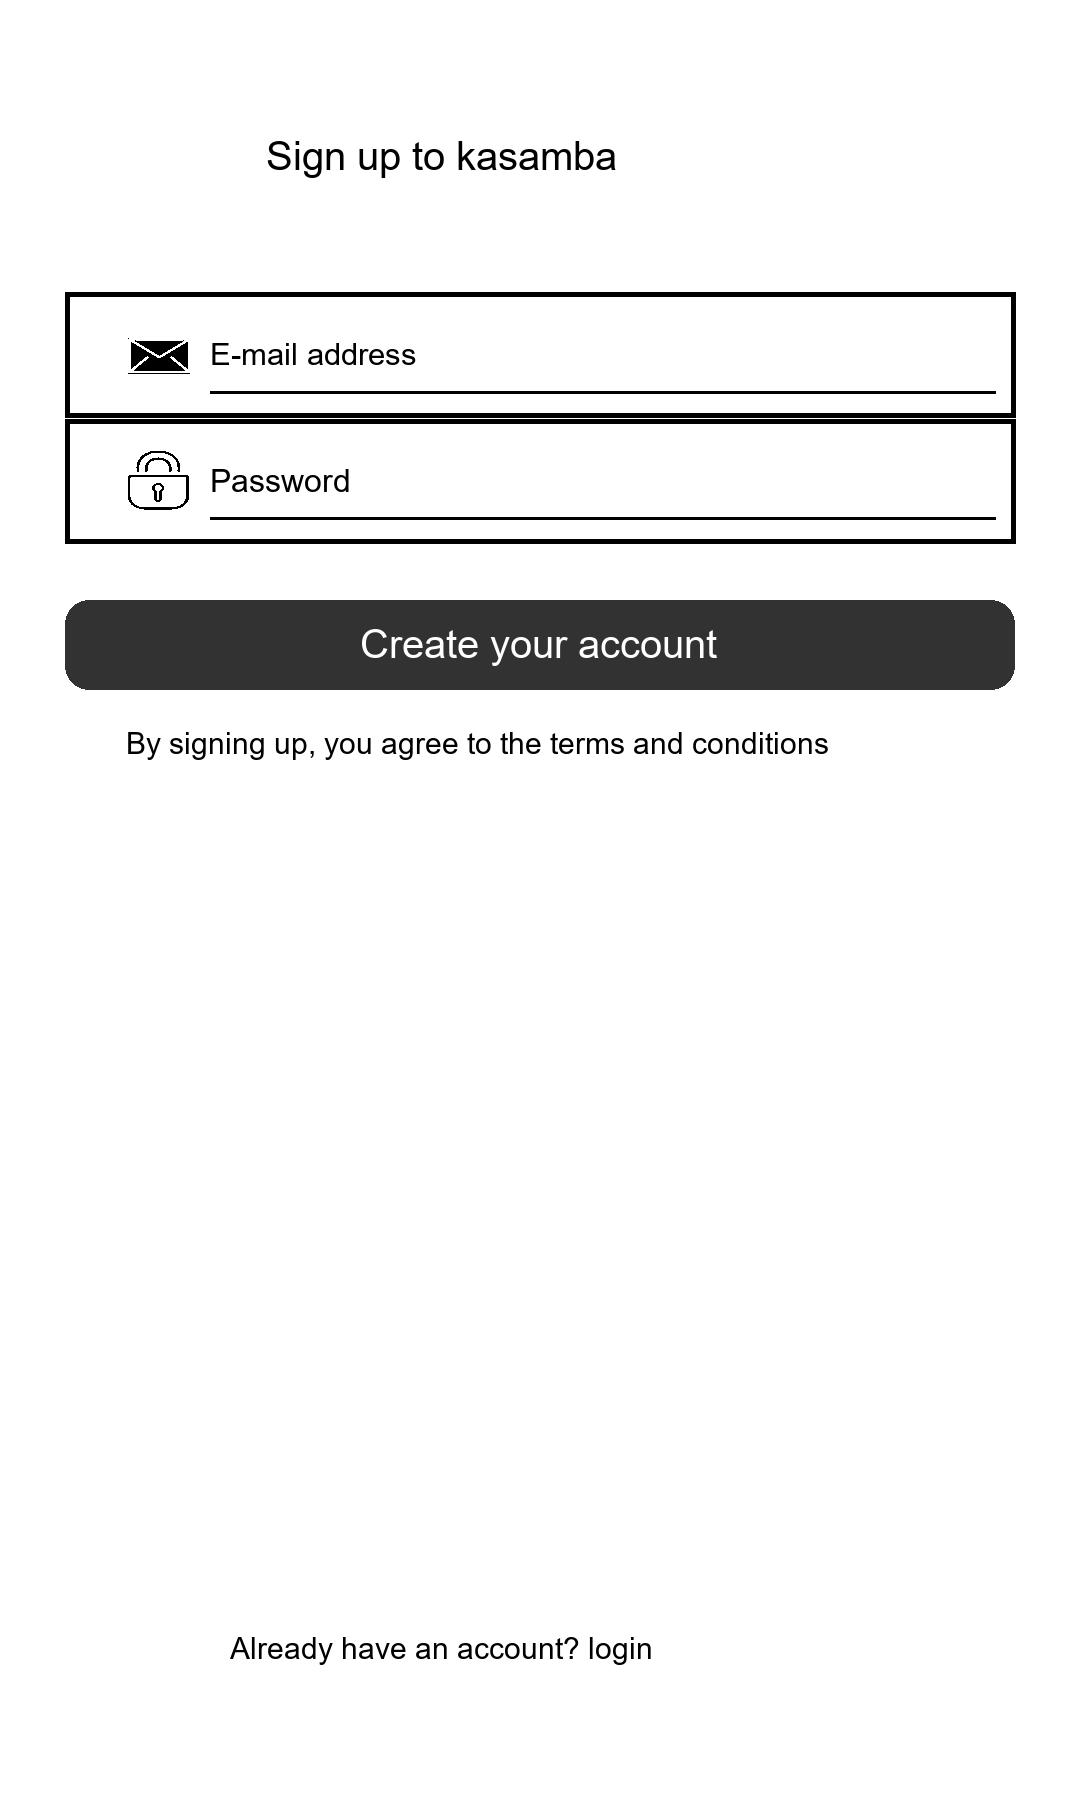 Sign up to kasamba
E-mail address
Password
Create your account
By signing up, you agree to the terms and conditions
Already have an account? login